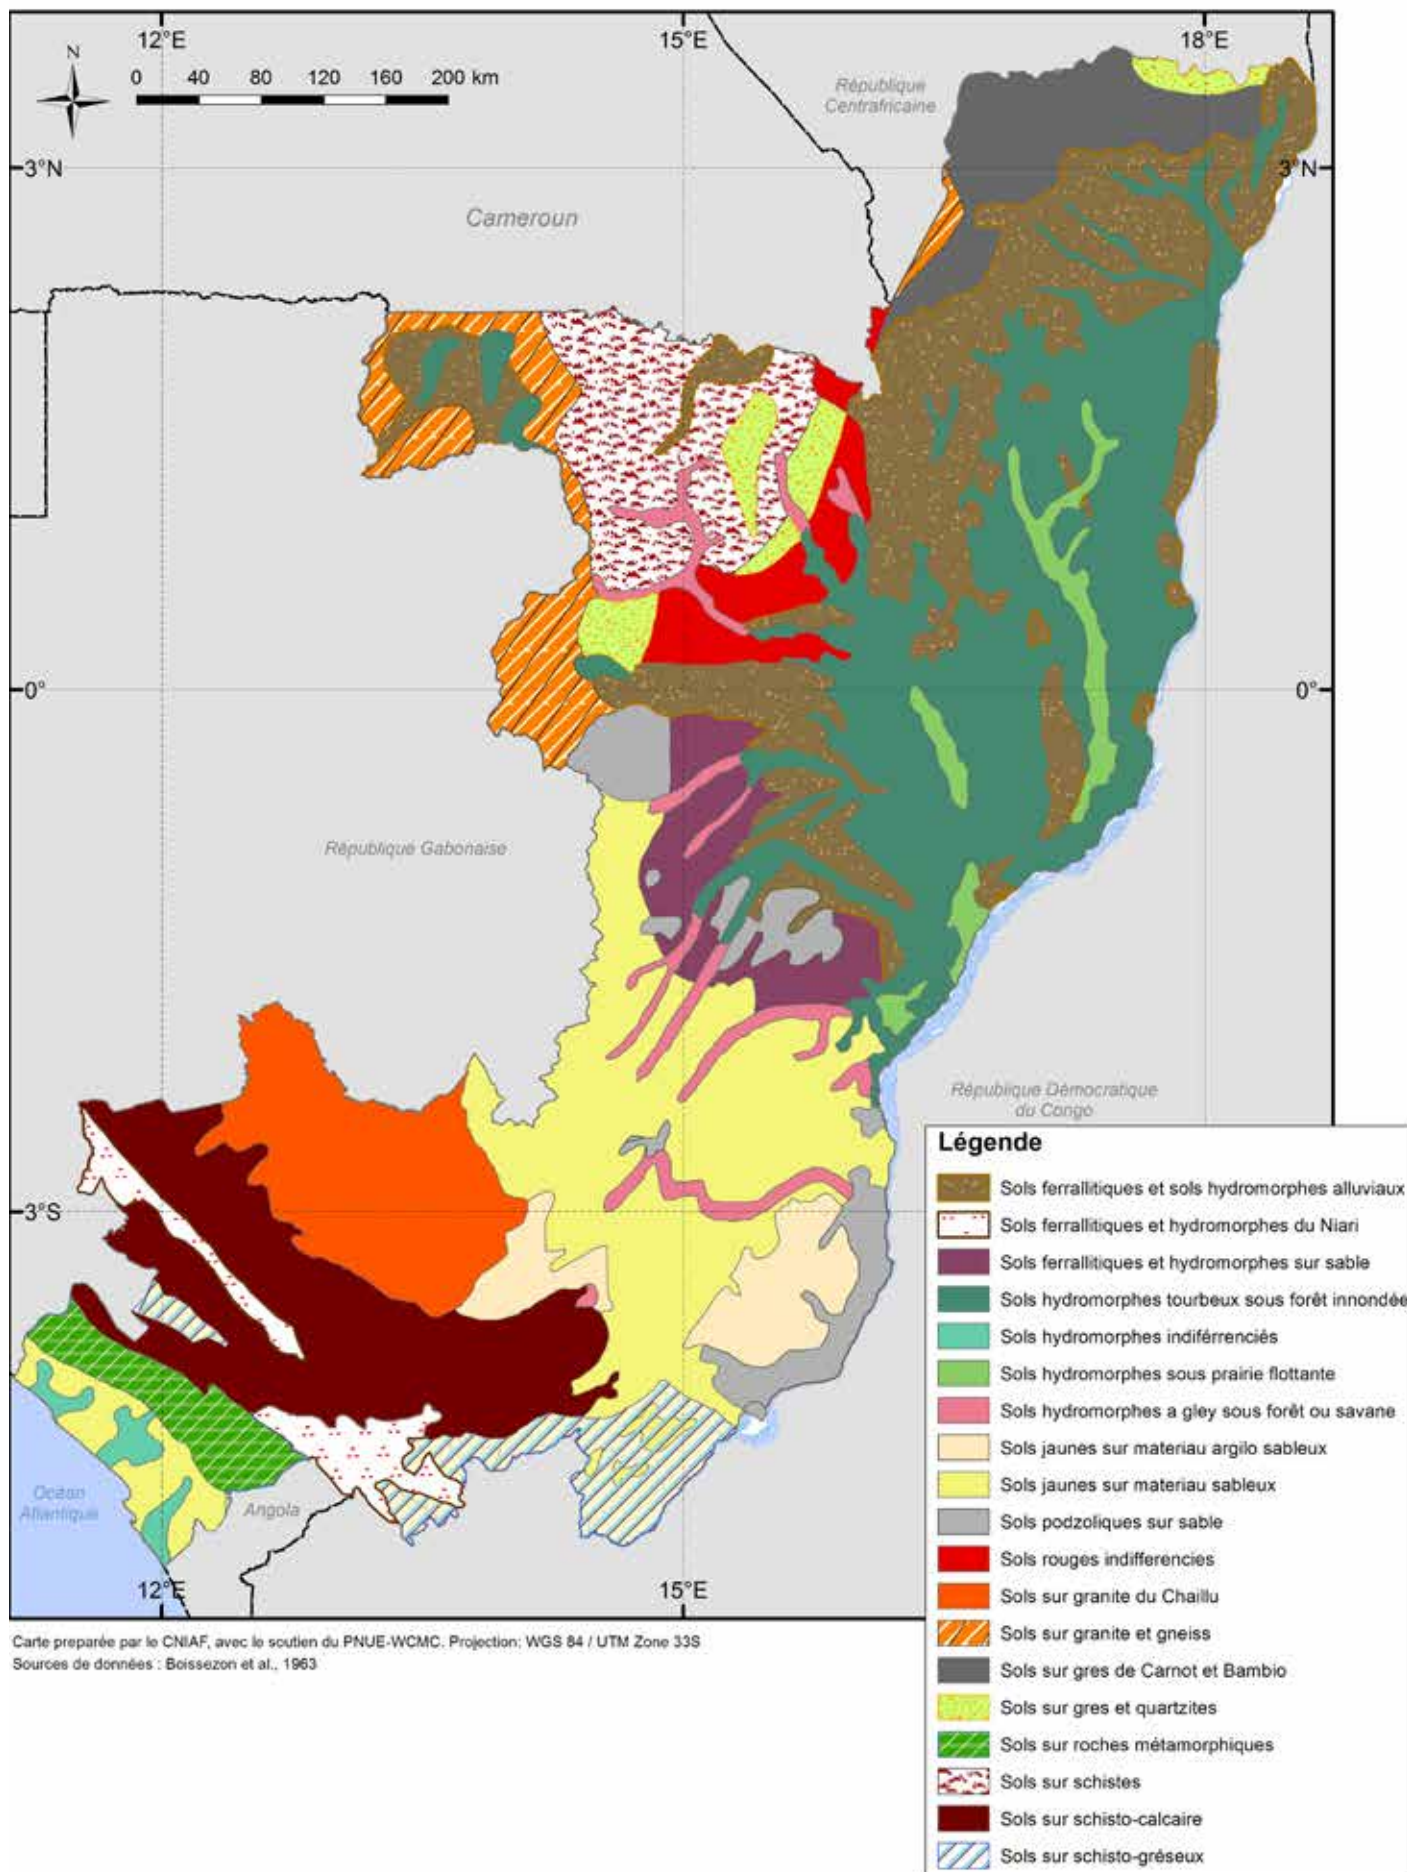 12°E 15°E 18°E
N
0 40 80 120 160 200 km
République
Centrafricaine
3°N 3°N
Cameroun
0° 0°
République Gabonaise
République Démocratique
du Congo
3°S
Océan
Atlantique
Angola
12°E 15°E
Légende
Sols ferrallitiques et sols hydromorphes alluviaux
Sols ferrallitiques et hydromorphes du Niari
Sols ferrallitiques et hydromorphes sur sable
Sols hydromorphes tourbeux sous forêt innondée
Sols hydromorphes indiférrenciés
Sols hydromorphes sous prairie flottante
Sols hydromorphes a gley sous forêt ou savane
Sols jaunes sur materiau argilo sableux
Sols jaunes sur materiau sableux
Sols podzoliques sur sable
Sols rouges indifferencies
Sols sur granite du Chaillu
Sols sur granite et gneiss
Sols sur gres de Carnot et Bambio
Sols sur gres et quartzites
Sols sur roches métamorphiques
Sols sur schistes
Sols sur schisto-calcaire
Sols sur schisto-gréseux
Carte preparée par le CNIAF, avec le soutien du PNUE-WCMC. Projection: WGS 84 / UTM Zone 33S
Sources de données : Boissezon et al., 1963